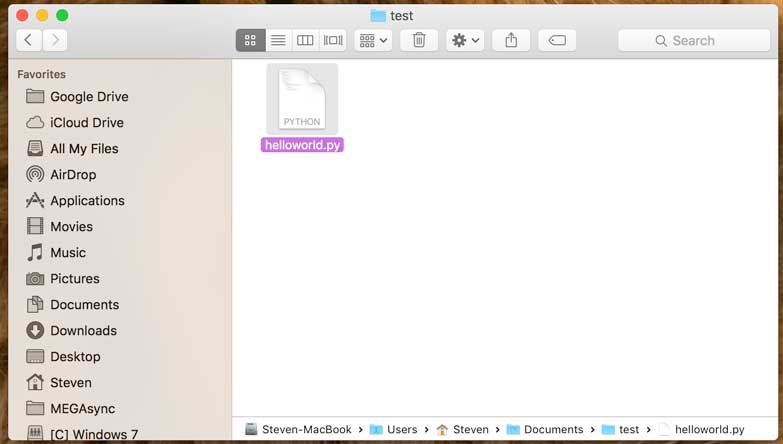 test
Search
Favorites
Google Drive
iCloud Drive
All My Files
AirDrop
Applications
Movies
Music
Pictures
Documents
Downloads
Desktop
Steven
MEGAsync
[C] Windows 7
PYTHON
helloworld.py
Steven-MacBook › Users › Steven › Documents › test › helloworld.py